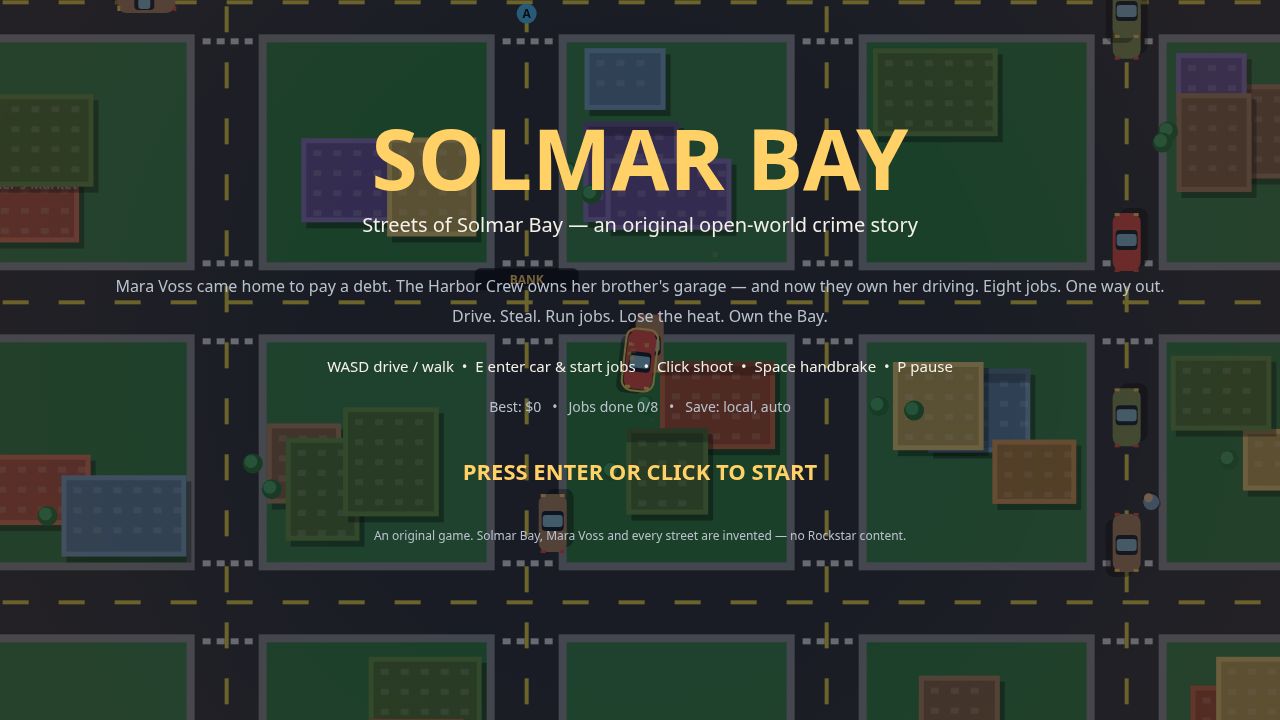 A
SOLMAR BAY
Streets of Solmar Bay — an original open-world crime story
BANK
Mara Voss came home to pay a debt. The Harbor Crew owns her brother's garage — and now they own her driving. Eight jobs. One way out.
Drive. Steal. Run jobs. Lose the heat. Own the Bay.
WASD drive / walk • E enter car & start jobs • Click shoot • Space handbrake • P pause
Best: $0 • Jobs done 0/8 • Save: local, auto
PRESS ENTER OR CLICK TO START
An original game. Solmar Bay, Mara Voss and every street are invented — no Rockstar content.